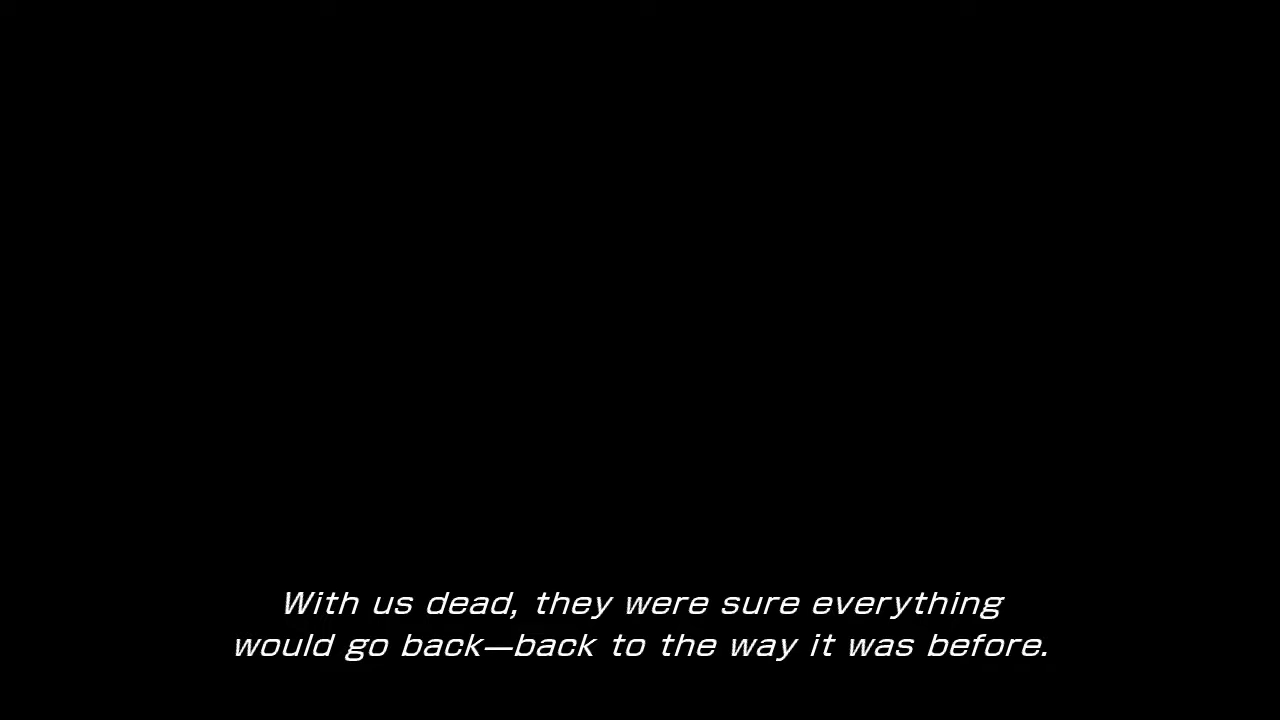 With us dead, they were sure everything
would go back—back to the way it was before.